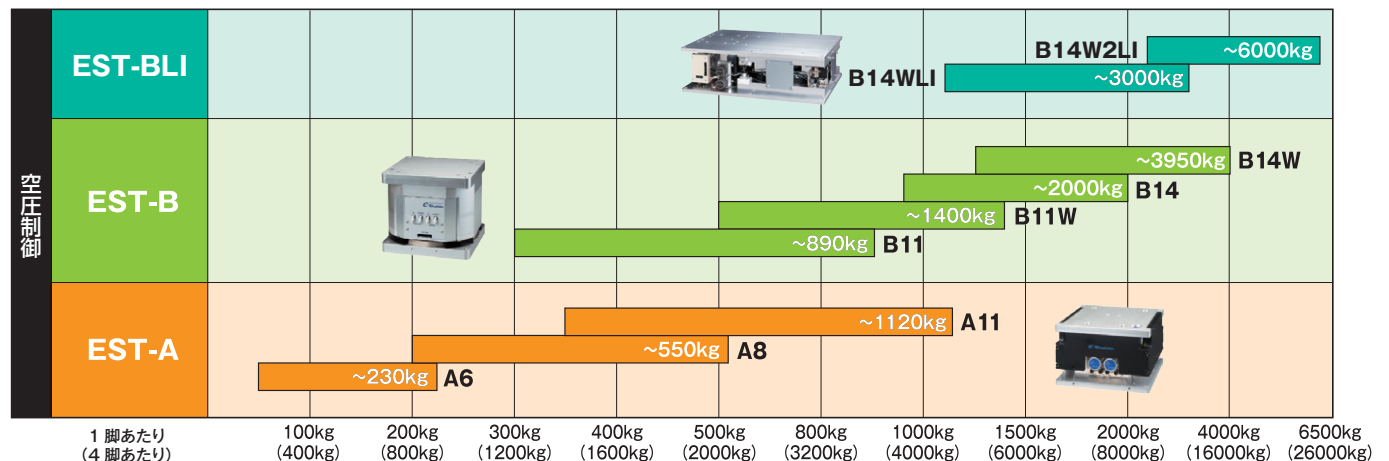 空圧制御
EST-BLI
B14W2LI ~6000kg
B14WLI ~3000kg
EST-B
~3950kg B14W
~2000kg B14
~1400kg B11W
~890kg B11
EST-A
~1120kg A11
~550kg A8
~230kg A6
1脚あたり 100kg 200kg 300kg 400kg 500kg 800kg 1000kg 1500kg 2000kg 4000kg 6500kg
(4脚あたり) (400kg) (800kg) (1200kg) (1600kg) (2000kg) (3200kg) (4000kg) (6000kg) (8000kg) (16000kg) (26000kg)